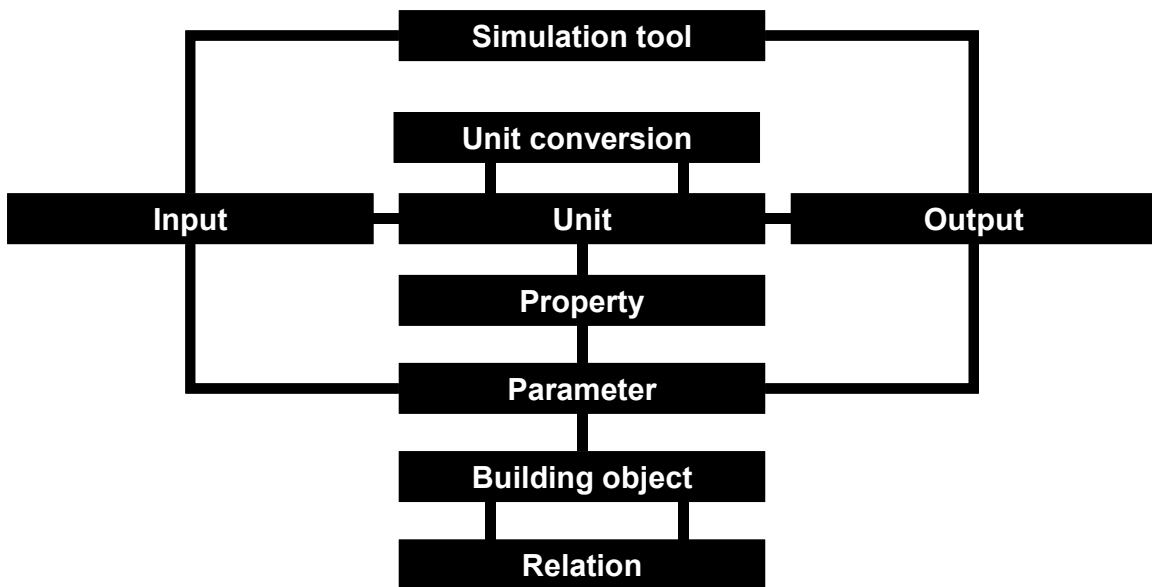 Simulation tool
Unit conversion
Input
Unit
Output
Property
Parameter
Building object
Relation